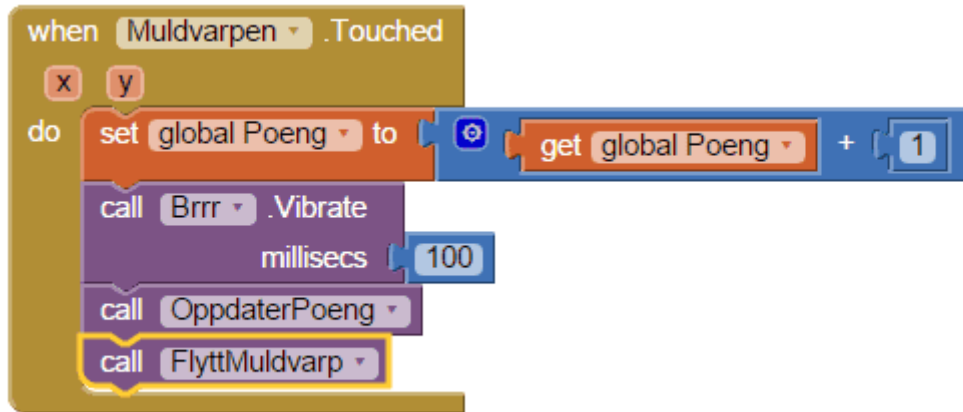 when Muldvarpen .Touched
x y
do set global Poeng to get global Poeng + 1
call Brrr .Vibrate
millisecs 100
call OppdaterPoeng
call FlyttMuldvarp